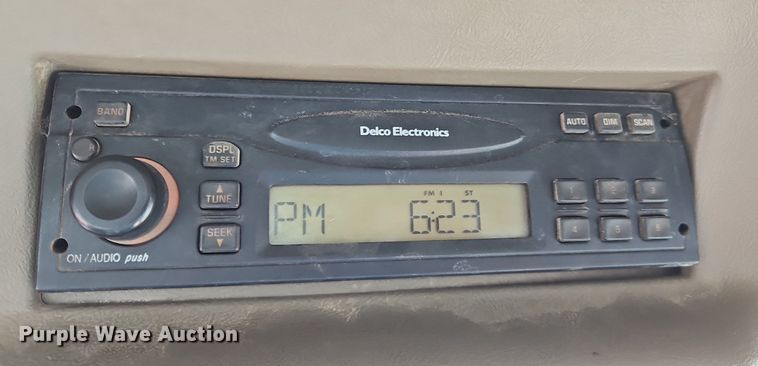 BAND
Delco Electronics
AUTO DIM SCAN
H
DSPL
TM SET
▲
TUNE
FM 1 ST
PM 6:23
1 2 3
SEEK
▼
4 5 6
ON/AUDIO push
Purple Wave Auction